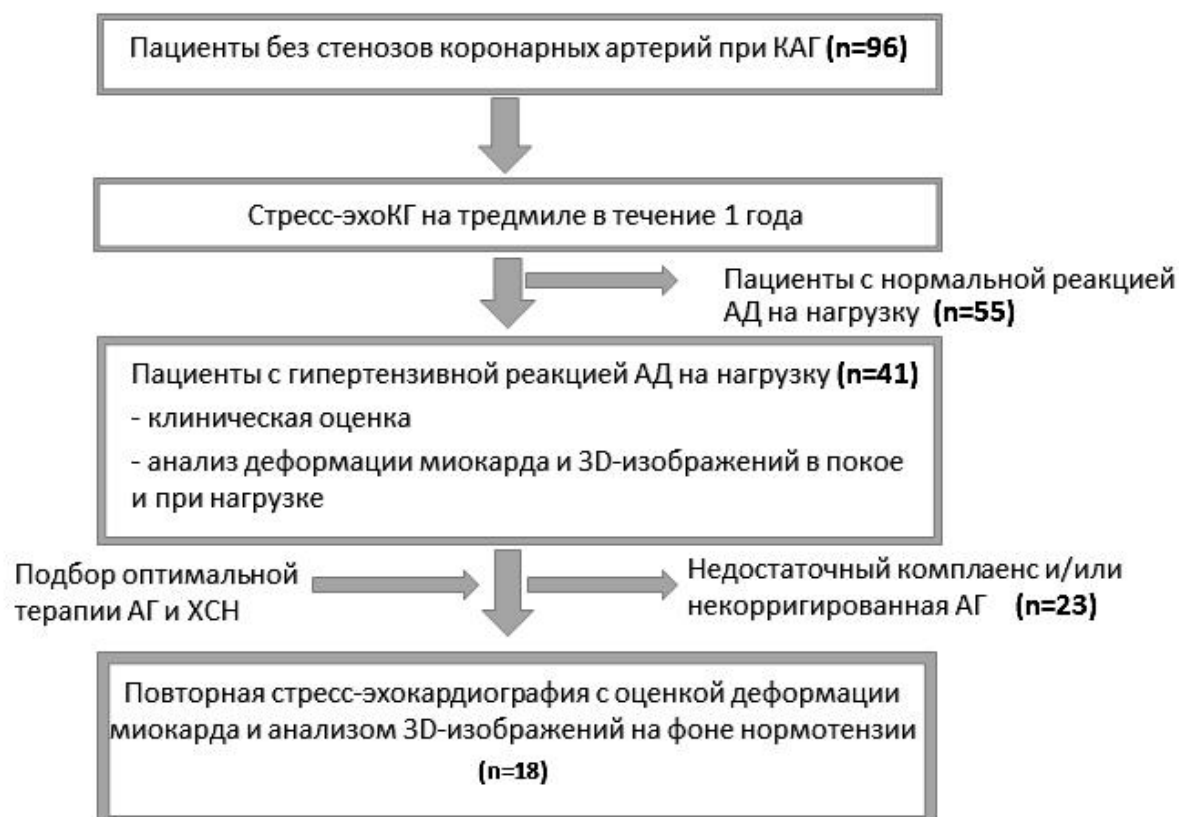 Пациенты без стенозов коронарных артерий при КАГ (n=96)
Стресс-эхоКГ на тредмиле в течение 1 года
Пациенты с нормальной реакцией
АД на нагрузку (n=55)
Пациенты с гипертензивной реакцией АД на нагрузку (n=41)
- клиническая оценка
- анализ деформации миокарда и 3D-изображений в покое
и при нагрузке
Подбор оптимальной
терапии АГ и ХСН
Недостаточный комплаенс и/или
некорригированная АГ (n=23)
Повторная стресс-эхокардиография с оценкой деформации
миокарда и анализом 3D-изображений на фоне нормотензии
(n=18)